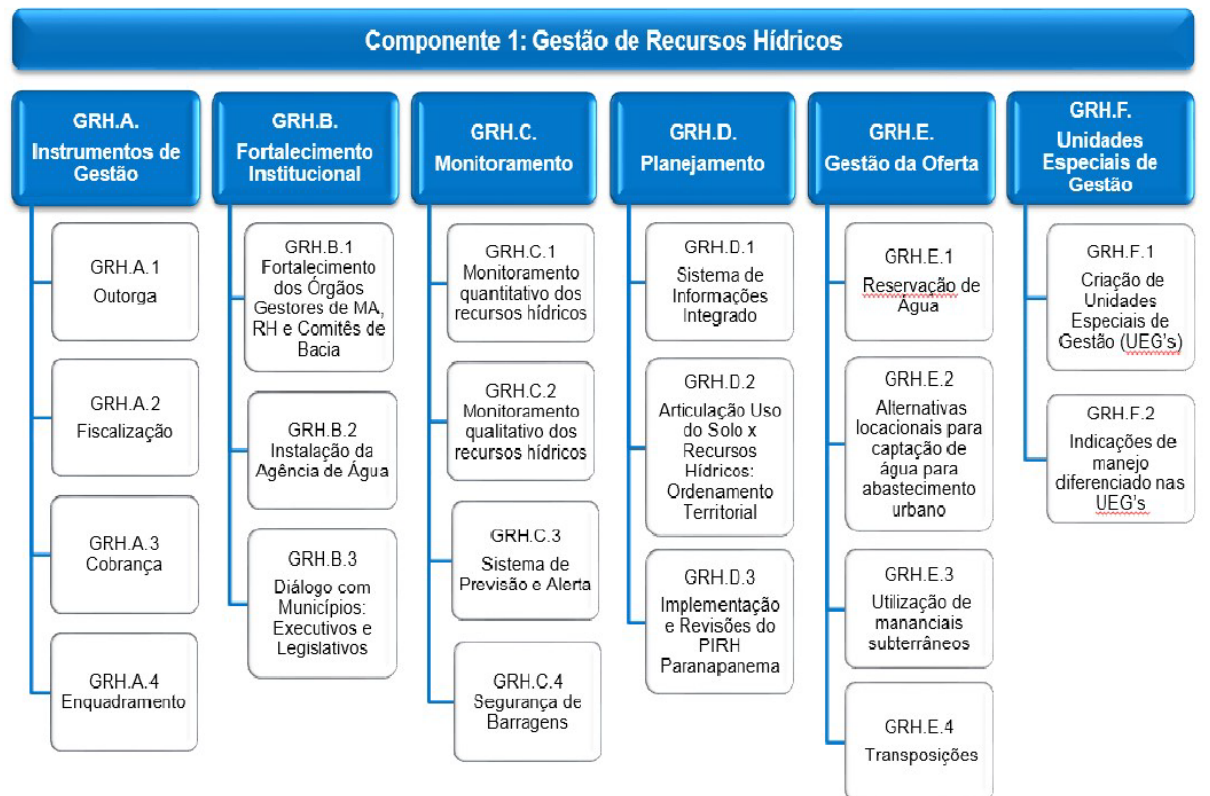 Componente 1: Gestão de Recursos Hídricos
GRH.A.
Instrumentos de
Gestão
GRH.A.1
Outorga
GRH.A.2
Fiscalização
GRH.A.3
Cobrança
GRH.A.4
Enquadramento
GRH.B.
Fortalecimento
Institucional
GRH.B.1
Fortalecimento
dos Órgãos
Gestores de MA,
RH e Comitês de
Bacia
GRH.B.2
Instalação da
Agência de Água
GRH.B.3
Diálogo com
Municípios:
Executivos e
Legislativos
GRH.C.
Monitoramento
GRH.C.1
Monitoramento
quantitativo dos
recursos hídricos
GRH.C.2
Monitoramento
qualitativo dos
recursos hídricos
GRH.C.3
Sistema de
Previsão e Alerta
GRH.C.4
Segurança de
Barragens
GRH.D.
Planejamento
GRH.D.1
Sistema de
Informações
Integrado
GRH.D.2
Articulação Uso
do Solo x
Recursos
Hídricos:
Ordenamento
Territorial
GRH.D.3
Implementação
e Revisões do
PIRH
Paranapanema
GRH.E.
Gestão da Oferta
GRH.E.1
Reservação de
Água
GRH.E.2
Alternativas
locacionais para
captação de
água para
abastecimento
urbano
GRH.E.3
Utilização de
mananciais
subterrâneos
GRH.E.4
Transposições
GRH.F.
Unidades
Especiais de
Gestão
GRH.F.1
Criação de
Unidades
Especiais de
Gestão (UEG's)
GRH.F.2
Indicações de
manejo
diferenciado nas
UEG's